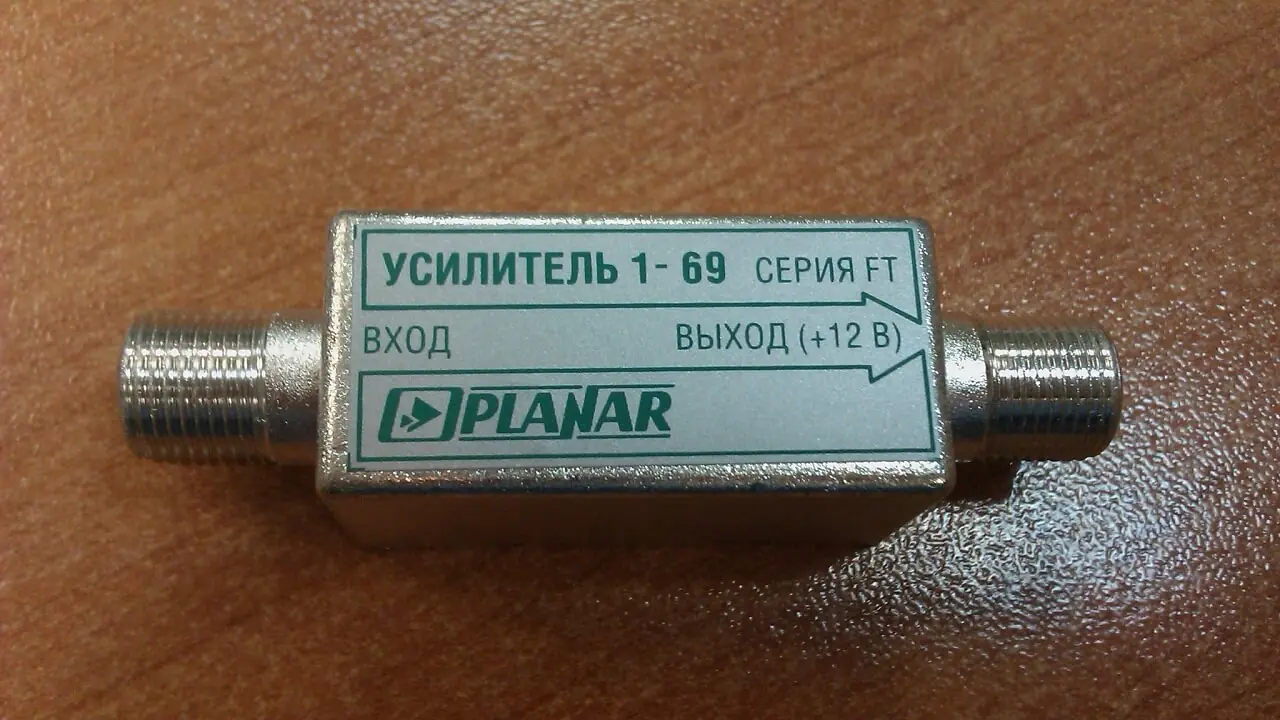 УСИЛИТЕЛЬ 1- 69 СЕРИЯ FT
ВХОД ВЫХОД (+12 В)
PLANAR